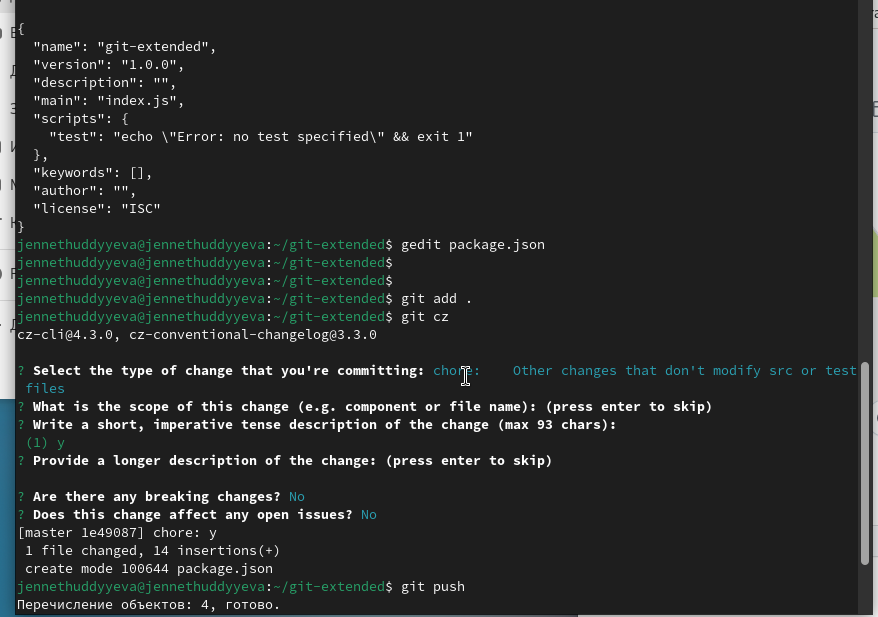 {
  "name": "git-extended",
  "version": "1.0.0",
  "description": "",
  "main": "index.js",
  "scripts": {
    "test": "echo \"Error: no test specified\" && exit 1"
  },
  "keywords": [],
  "author": "",
  "license": "ISC"
}
jennethuddyyeva@jennethuddyyeva:~/git-extended$ gedit package.json
jennethuddyyeva@jennethuddyyeva:~/git-extended$
jennethuddyyeva@jennethuddyyeva:~/git-extended$
jennethuddyyeva@jennethuddyyeva:~/git-extended$ git add .
jennethuddyyeva@jennethuddyyeva:~/git-extended$ git cz
cz-cli@4.3.0, cz-conventional-changelog@3.3.0
? Select the type of change that you're committing: chore:    Other changes that don't modify src or test
files
? What is the scope of this change (e.g. component or file name): (press enter to skip)
? Write a short, imperative tense description of the change (max 93 chars):
(1) y
? Provide a longer description of the change: (press enter to skip)
? Are there any breaking changes? No
? Does this change affect any open issues? No
[master 1e49087] chore: y
1 file changed, 14 insertions(+)
create mode 100644 package.json
jennethuddyyeva@jennethuddyyeva:~/git-extended$ git push
Перечисление объектов: 4, готово.